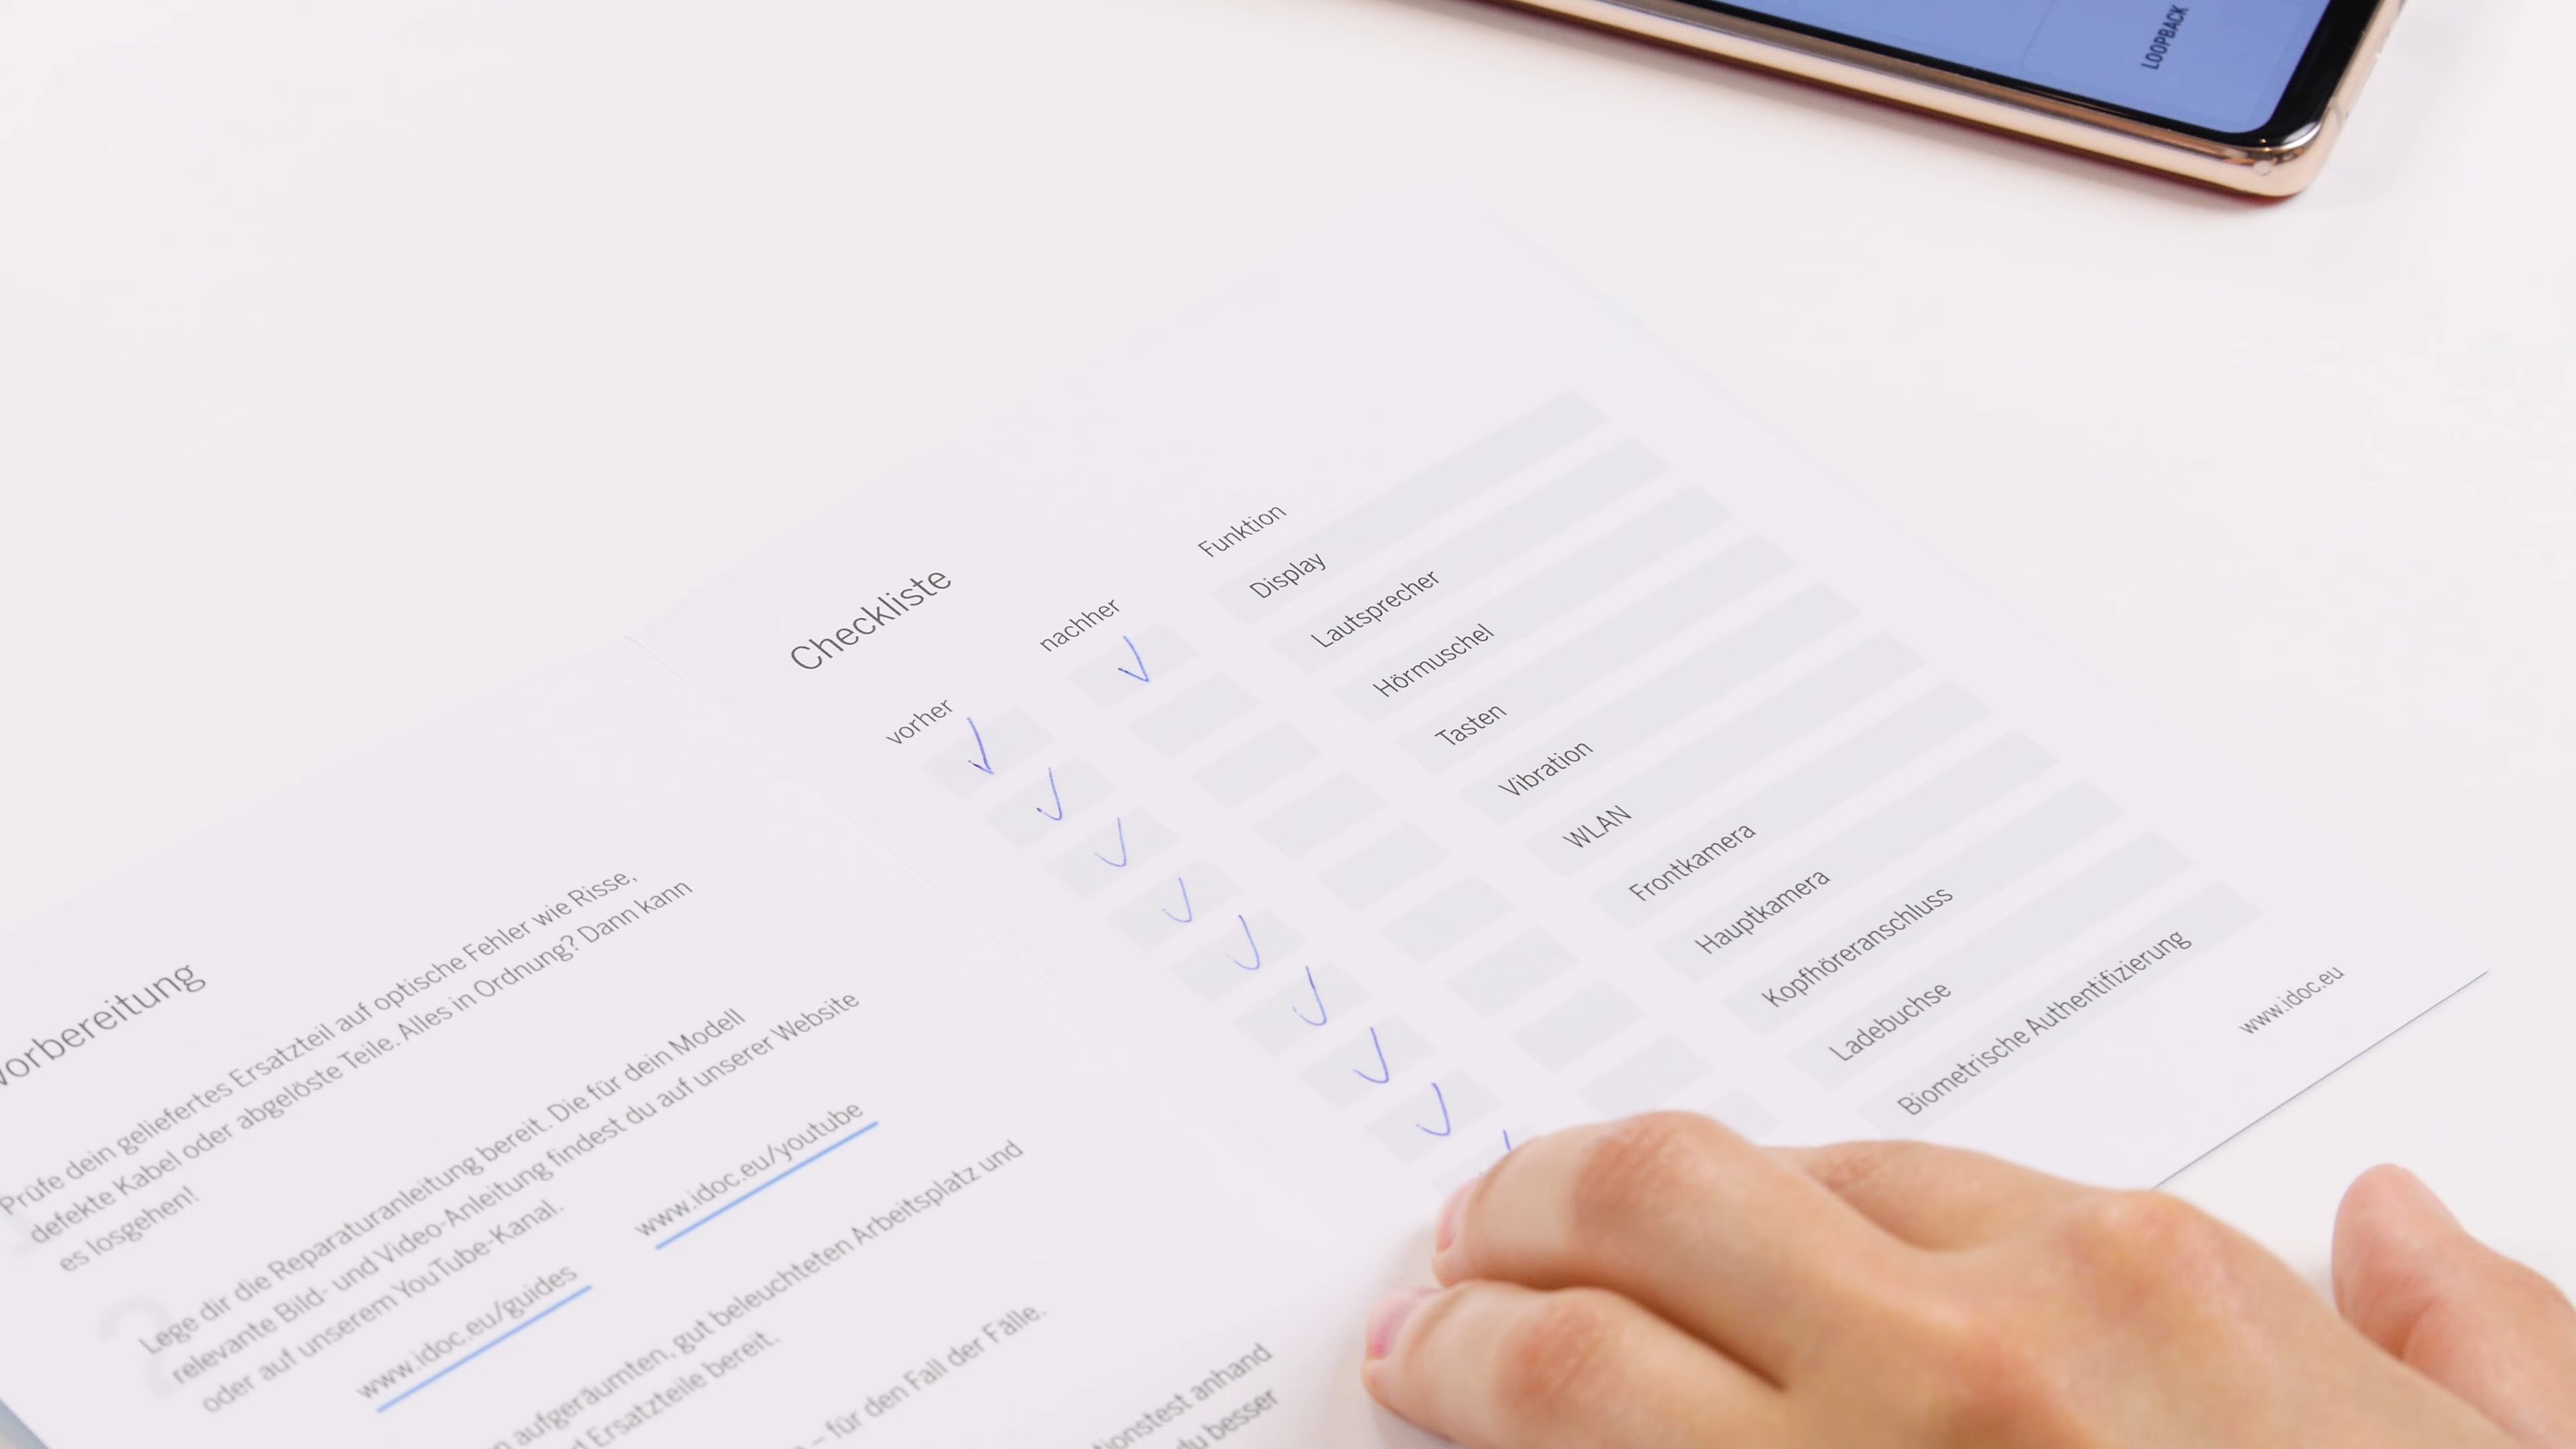 LOOPBACK
Vorbereitung
Prüfe dein geliefertes Ersatzteil auf optische Fehler wie Risse,
defekte Kabel oder abgelöste Teile. Alles in Ordnung? Dann kann
es losgehen!
2
Lege dir die Reparaturanleitung bereit. Die für dein Modell
relevante Bild- und Video-Anleitung findest du auf unserer Website
oder auf unserem YouTube-Kanal.
www.idoc.eu/guides
www.idoc.eu/youtube
aufgeräumten, gut beleuchteten Arbeitsplatz und
Ersatzteile bereit.
– für den Fall der Fälle.
anhand
du besser
Checkliste
vorher
nachher
Funktion
Display
Lautsprecher
Hörmuschel
Tasten
Vibration
WLAN
Frontkamera
Hauptkamera
Kopfhöreranschluss
Ladebuchse
Biometrische Authentifizierung
www.idoc.eu